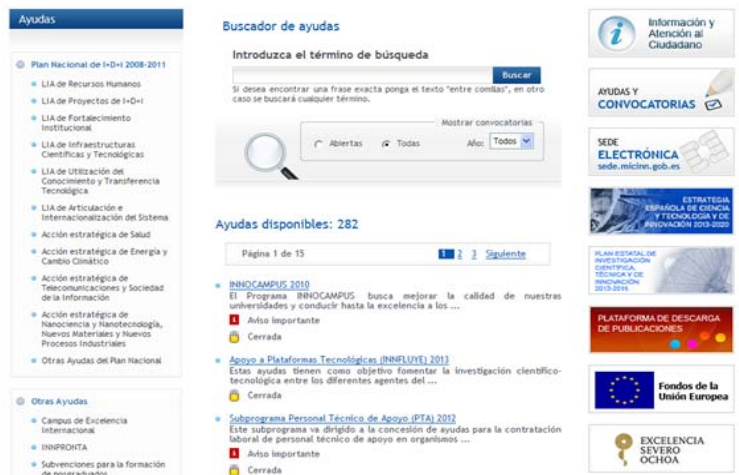 Ayudas
Plan Nacional de I+D+I 2008-2011
LIA de Recursos Humanos
LIA de Proyectos de I+D+I
LIA de Fortalecimiento
Institucional
LIA de Infraestructuras
Científicas y Tecnológicas
LIA de Utilización del
Conocimiento y Transferencia
Tecnológica
LIA de Articulación e
Internacionalización del Sistema
Acción estratégica de Salud
Acción estratégica de Energía y
Cambio Climático
Acción estratégica de
Telecomunicaciones y Sociedad
de la Información
Acción estratégica de
Nanociencia y Nanotecnología,
Nuevos Materiales y Nuevos
Procesos Industriales
Otras Ayudas del Plan Nacional
Otras Ayudas
Campus de Excelencia
Internacional
INNPRONTA
Subvenciones para la formación
de posgraduados
Buscador de ayudas
Introduzca el término de búsqueda
Buscar
Si desea encontrar una frase exacta ponga el texto "entre comillas", en otro
caso se buscará cualquier término.
Mostrar convocatorias
Abiertas Todas Año: Todos
Ayudas disponibles: 282
Página 1 de 15 1 2 3 Siguiente
INNOCAMPUS 2010
El Programa INNOCAMPUS busca mejorar la calidad de nuestras
universidades y conducir hasta la excelencia a los ...
Aviso importante
Cerrada
Apoyo a Plataformas Tecnológicas (INNFLUYE) 2013
Estas ayudas tienen como objetivo fomentar la investigación científico-
tecnológica entre los diferentes agentes del ...
Cerrada
Subprograma Personal Técnico de Apoyo (PTA) 2012
Este subprograma va dirigido a la concesión de ayudas para la contratación
laboral de personal técnico de apoyo en organismos ...
Aviso importante
Cerrada
Información y
Atención al
Ciudadano
AYUDAS Y
CONVOCATORIAS
SEDE
ELECTRÓNICA
sede.micinn.gob.es
ESTRATEGIA
ESPAÑOLA DE CIENCIA
Y TECNOLOGÍA Y DE
INNOVACIÓN 2013-2020
PLAN ESTATAL DE
INVESTIGACIÓN
CIENTÍFICA,
TÉCNICA Y DE
INNOVACIÓN
2013-2016
PLATAFORMA DE DESCARGA
DE PUBLICACIONES
Fondos de la
Unión Europea
EXCELENCIA
SEVERO
OCHOA